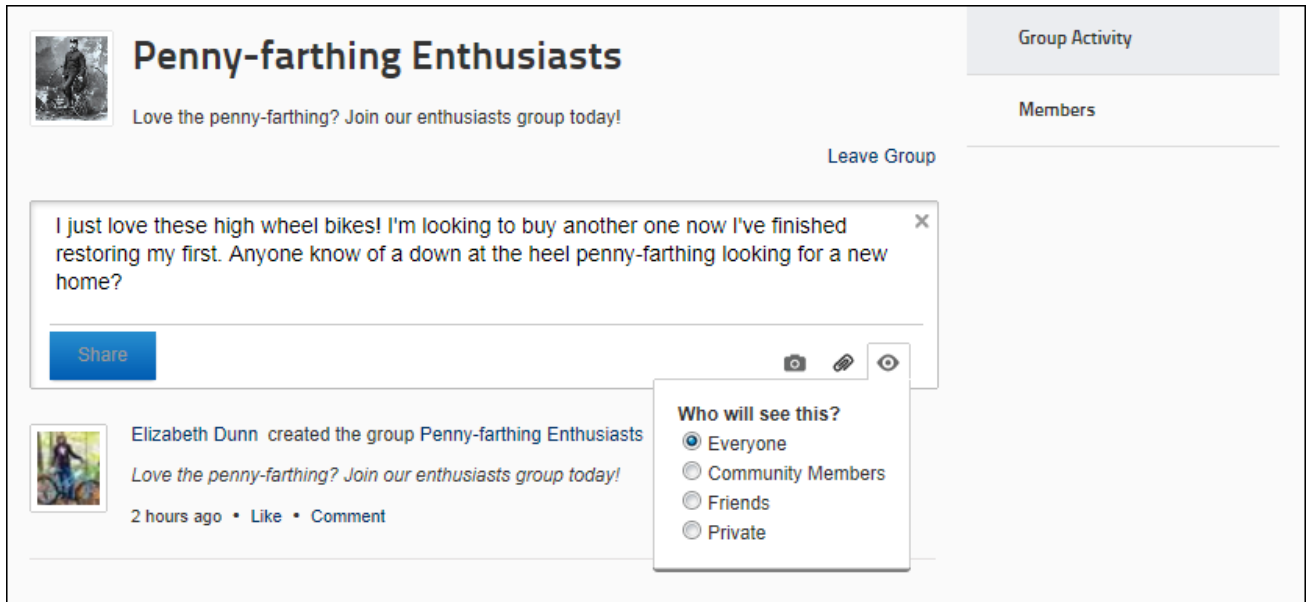 Penny-farthing Enthusiasts
Love the penny-farthing? Join our enthusiasts group today!
Leave Group
Group Activity
Members
I just love these high wheel bikes! I'm looking to buy another one now I've finished
restoring my first. Anyone know of a down at the heel penny-farthing looking for a new
home?
Share
Who will see this?
Everyone
Community Members
Friends
Private
Elizabeth Dunn created the group Penny-farthing Enthusiasts
Love the penny-farthing? Join our enthusiasts group today!
2 hours ago • Like • Comment